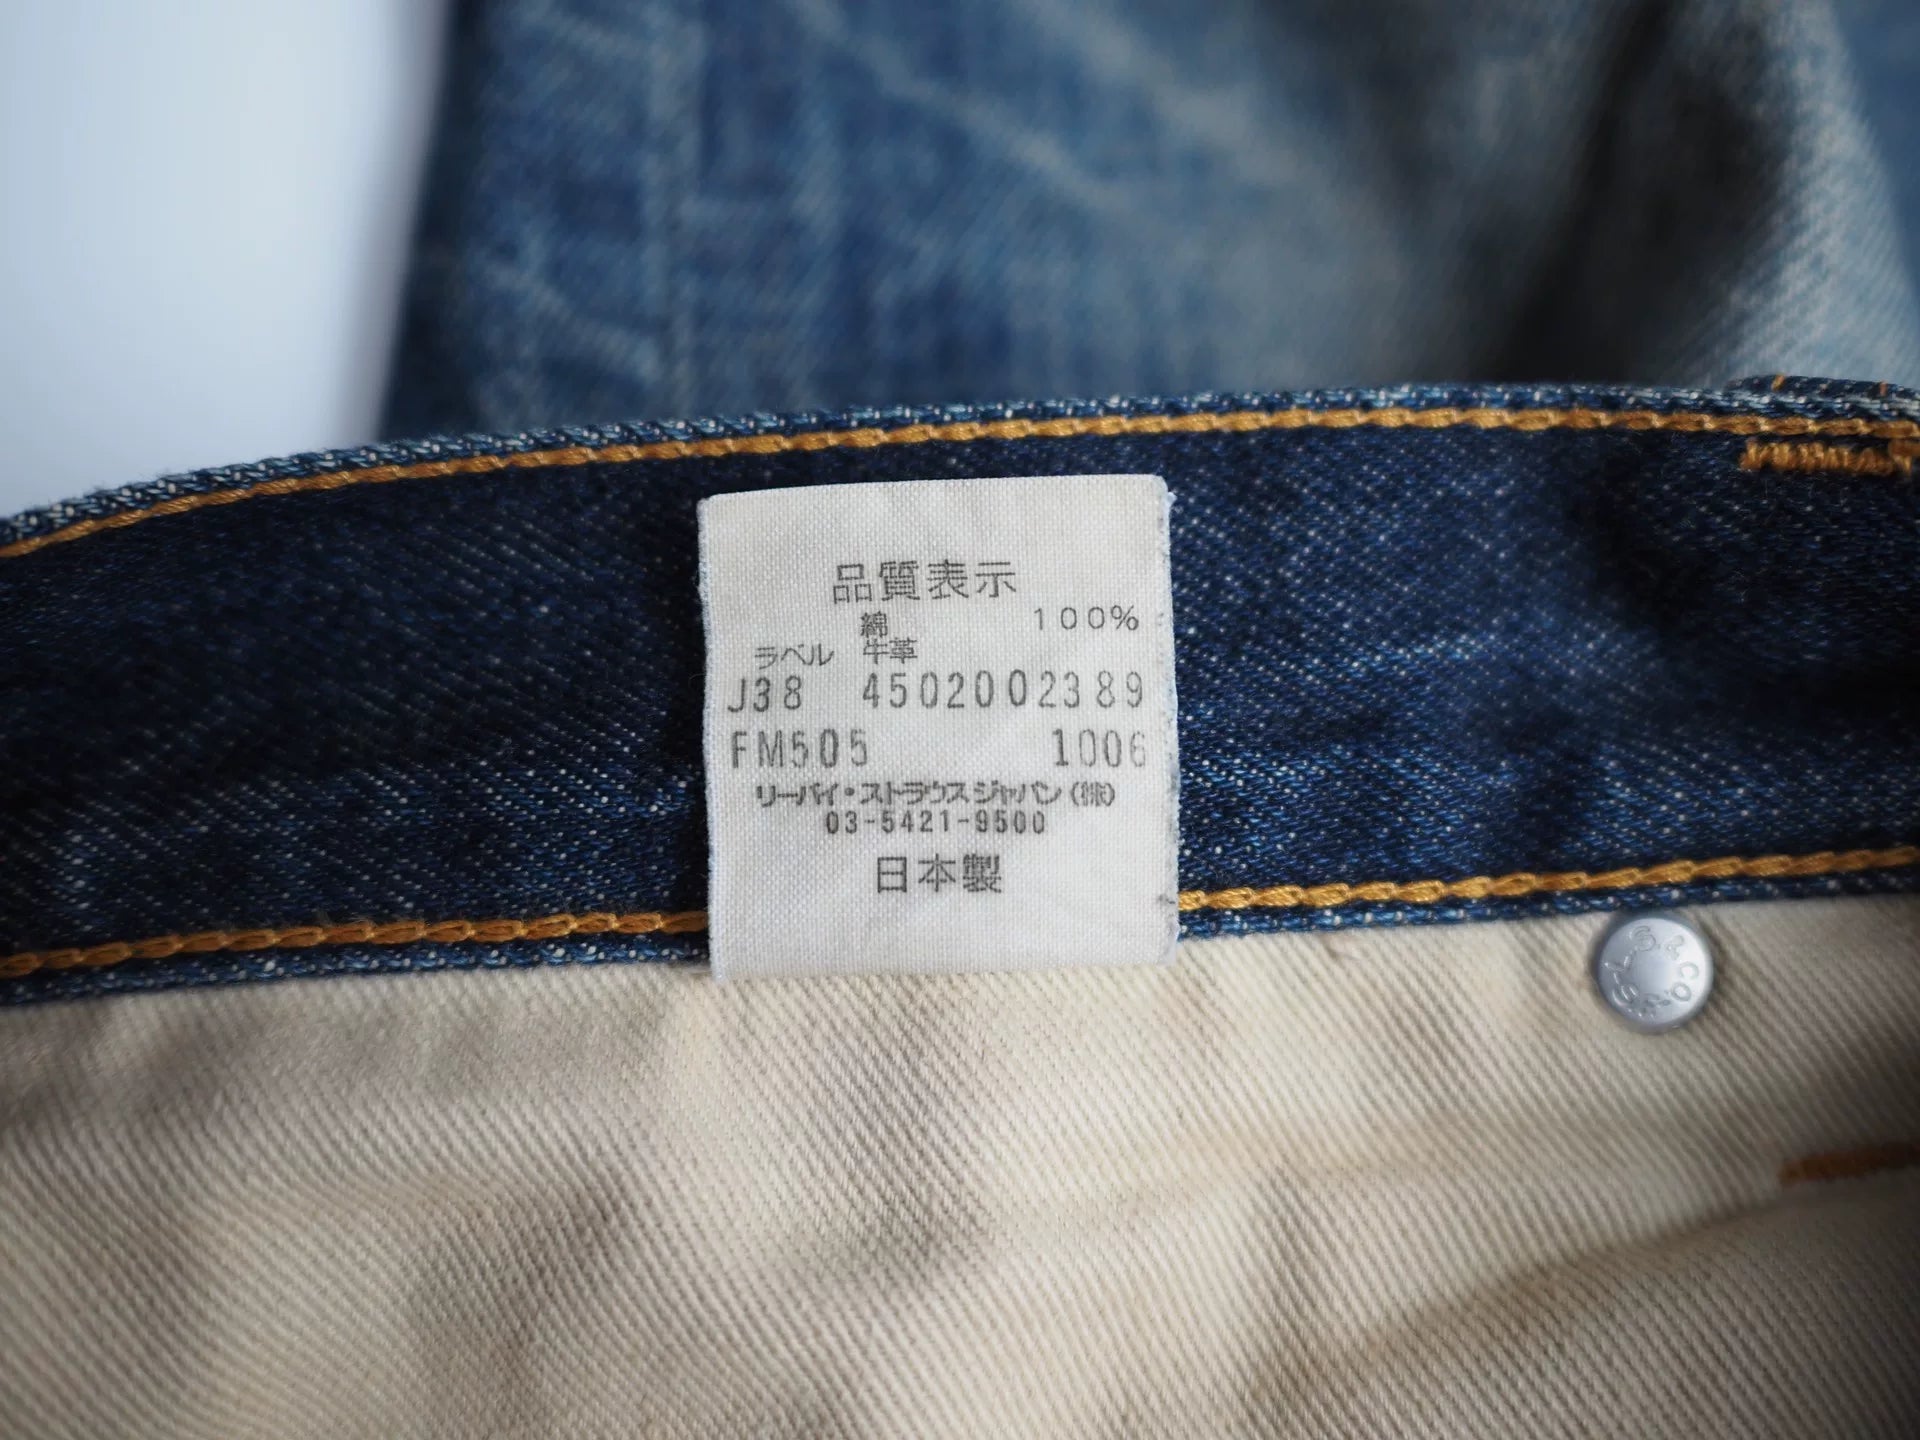 品質表示
綿 100%
ラベル 牛革
J38 4502002389
FM505 1006
リーバイ・ストラウス ジャパン(株)
03-5421-9500
日本製
L.S.&CO. S.F.